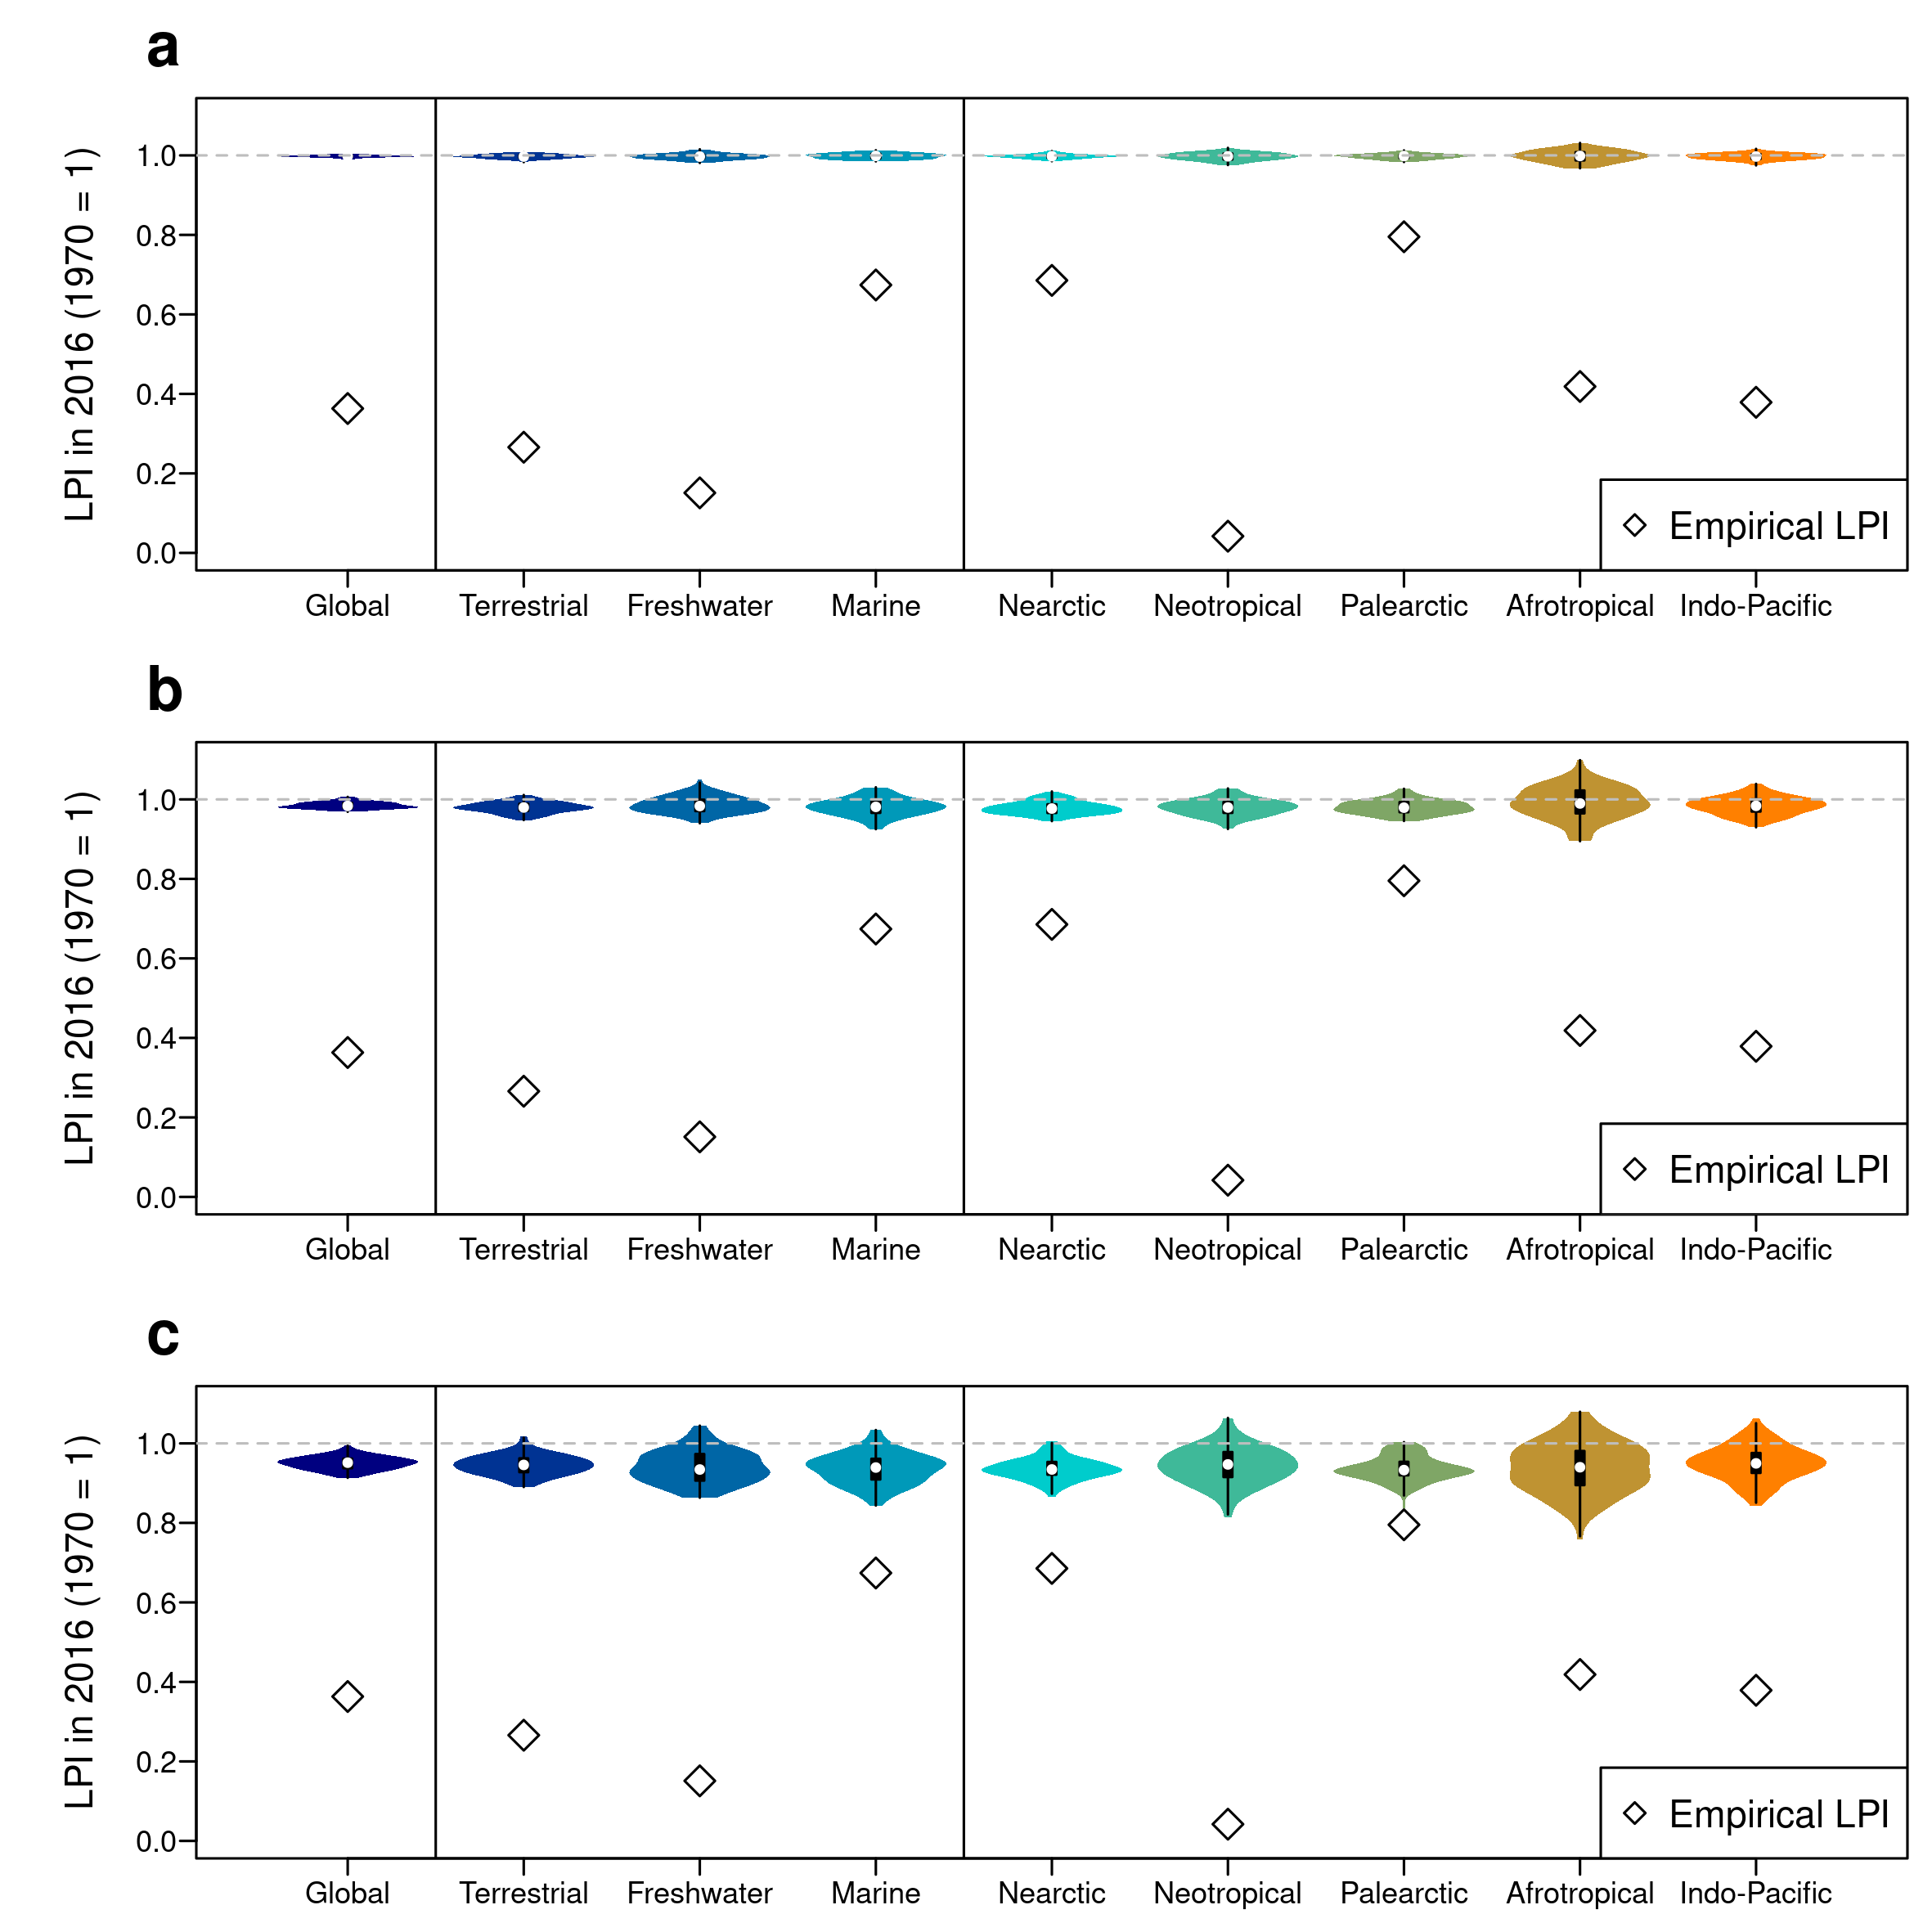 a
LPI in 2016 (1970 = 1)
1.0
0.8
0.6
0.4
0.2
0.0
Empirical LPI
Global Terrestrial Freshwater Marine Nearctic Neotropical Palearctic Afrotropical Indo-Pacific
b
LPI in 2016 (1970 = 1)
1.0
0.8
0.6
0.4
0.2
0.0
Empirical LPI
Global Terrestrial Freshwater Marine Nearctic Neotropical Palearctic Afrotropical Indo-Pacific
c
LPI in 2016 (1970 = 1)
1.0
0.8
0.6
0.4
0.2
0.0
Empirical LPI
Global Terrestrial Freshwater Marine Nearctic Neotropical Palearctic Afrotropical Indo-Pacific